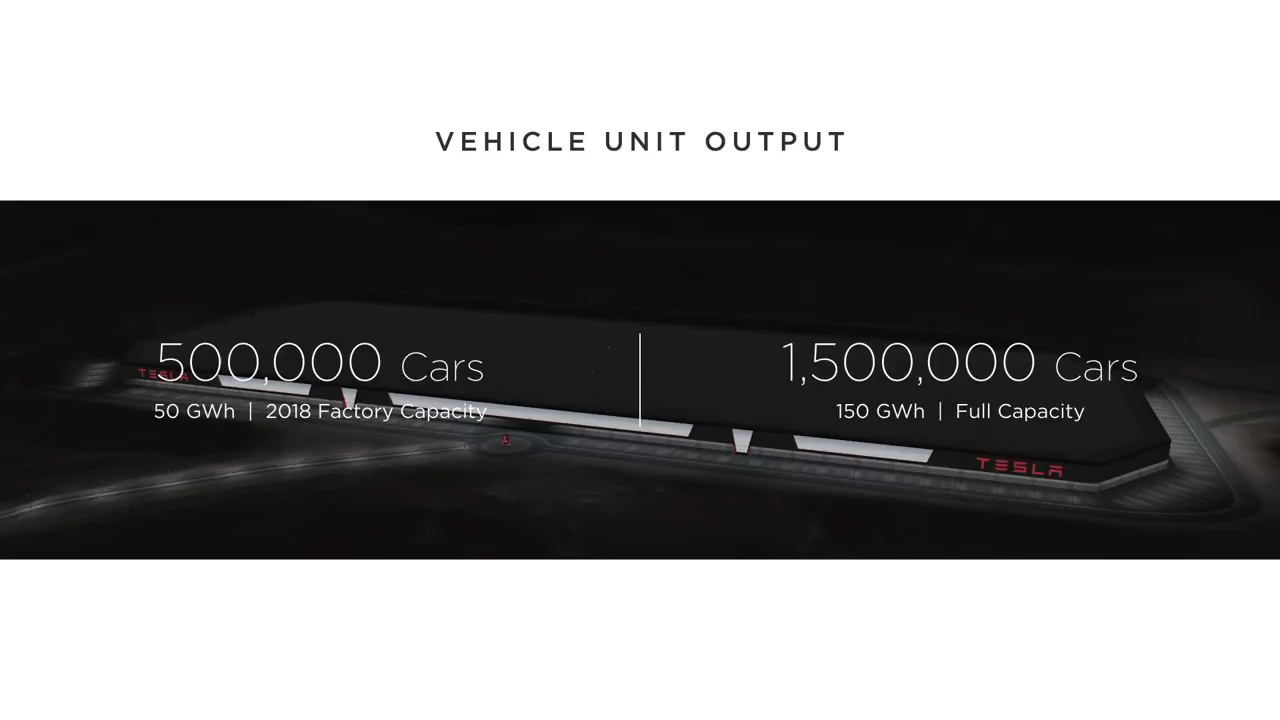 VEHICLE UNIT OUTPUT
500,000 Cars
50 GWh | 2018 Factory Capacity
1,500,000 Cars
150 GWh | Full Capacity
TESLA
TESLA